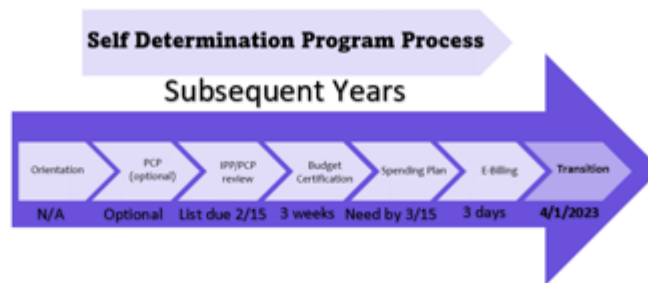 Self Determination Program Process
Subsequent Years
Orientation
PCP
(optional)
IPP/PCP
review
Budget
Certification
Spending Plan
E-Billing
Transition
N/A
Optional
List due 2/15
3 weeks
Need by 3/15
3 days
4/1/2023